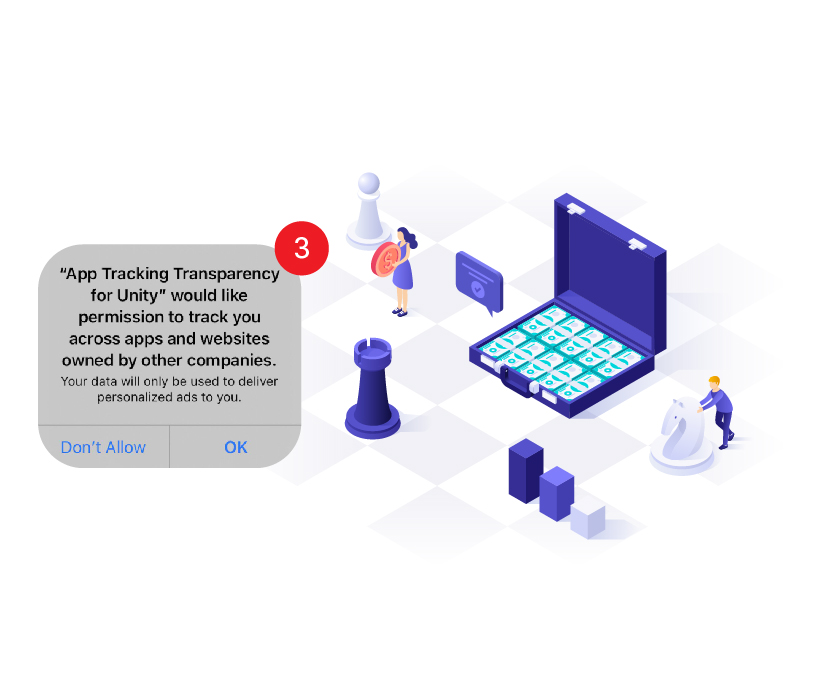 3
“App Tracking Transparency
for Unity” would like
permission to track you
across apps and websites
owned by other companies.
Your data will only be used to deliver
personalized ads to you.
Don’t Allow
OK
$